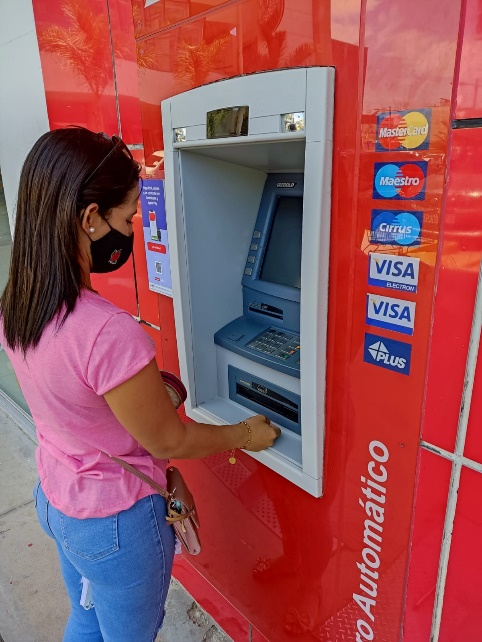 MasterCard
Maestro
Cirrus
VISA
ELECTRON
VISA
PLUS
ro Automático